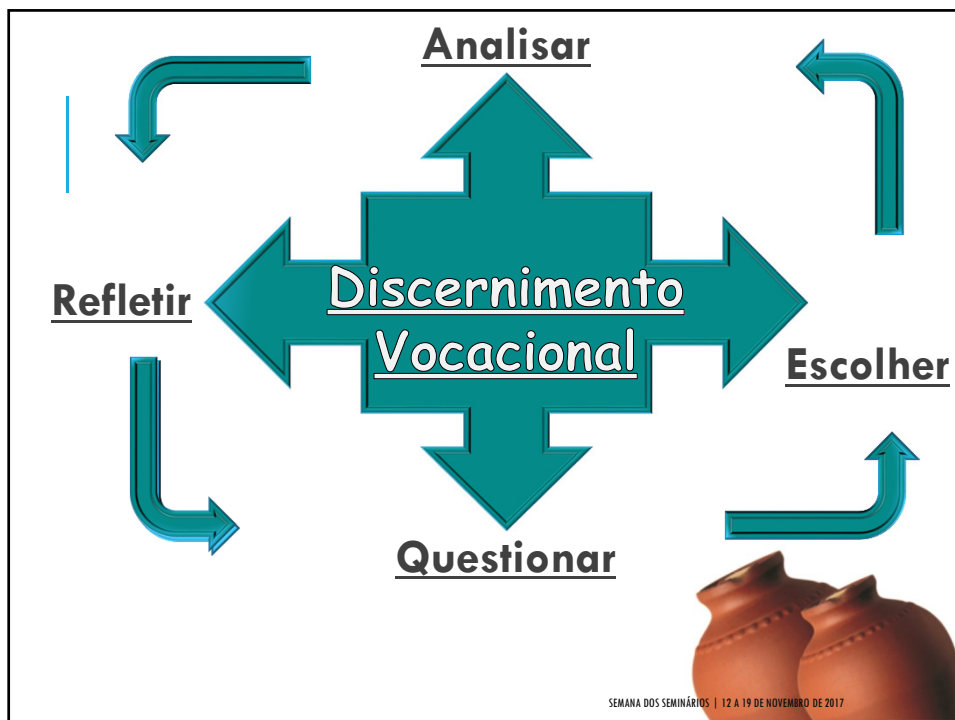 Analisar
Refletir
Discernimento
Vocacional
Escolher
Questionar
SEMANA DOS SEMINÁRIOS | 12 A 19 DE NOVEMBRO DE 2017